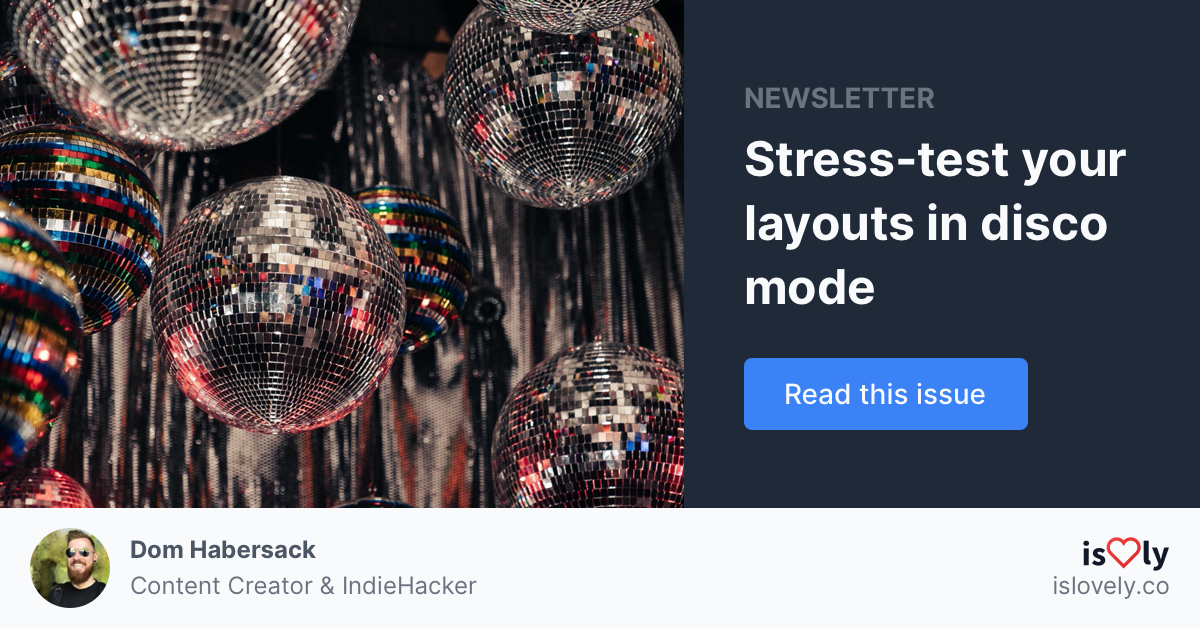 NEWSLETTER
Stress-test your
layouts in disco
mode
Read this issue
Dom Habersack
Content Creator & IndieHacker
is♡ly
islovely.co